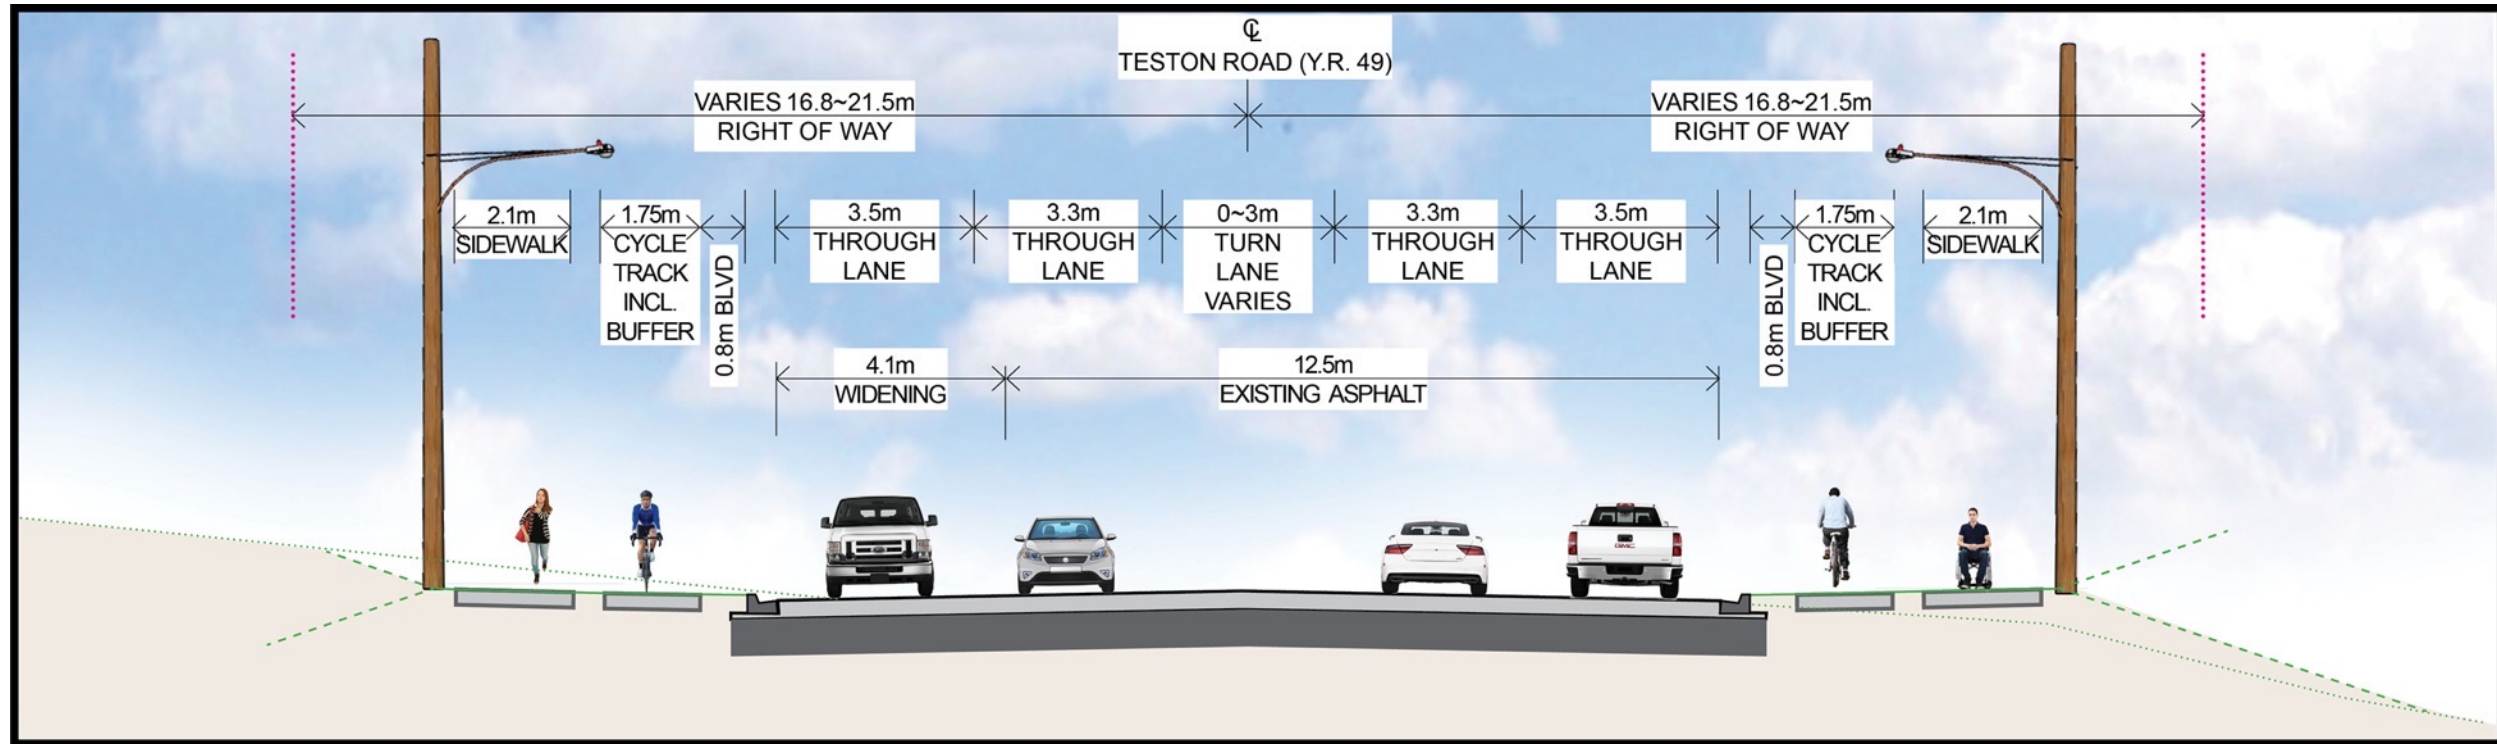 ℄
TESTON ROAD (Y.R. 49)
VARIES 16.8~21.5m
RIGHT OF WAY
VARIES 16.8~21.5m
RIGHT OF WAY
2.1m
SIDEWALK
1.75m
CYCLE
TRACK
INCL.
BUFFER
0.8m BLVD
3.5m
THROUGH
LANE
3.3m
THROUGH
LANE
0~3m
TURN
LANE
VARIES
3.3m
THROUGH
LANE
3.5m
THROUGH
LANE
0.8m BLVD
1.75m
CYCLE
TRACK
INCL.
BUFFER
2.1m
SIDEWALK
4.1m
WIDENING
12.5m
EXISTING ASPHALT
GMC